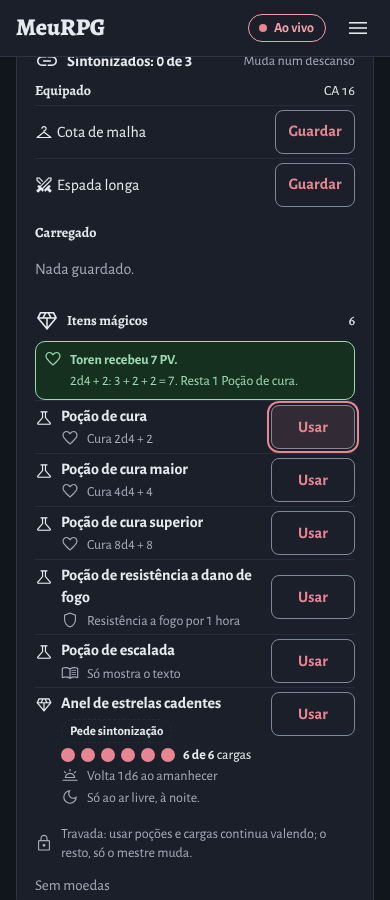 MeuRPG
Ao vivo
Sintonizados: 0 de 3
Muda num descanso
Equipado
CA 16
Cota de malha
Guardar
Espada longa
Guardar
Carregado
Nada guardado.
Itens mágicos
6
Toren recebeu 7 PV.
2d4 + 2: 3 + 2 + 2 = 7. Resta 1 Poção de cura.
Poção de cura
Cura 2d4 + 2
Usar
Poção de cura maior
Cura 4d4 + 4
Usar
Poção de cura superior
Cura 8d4 + 8
Usar
Poção de resistência a dano de
fogo
Resistência a fogo por 1 hora
Usar
Poção de escalada
Só mostra o texto
Usar
Anel de estrelas cadentes
Usar
Pede sintonização
6 de 6 cargas
Volta 1d6 ao amanhecer
Só ao ar livre, à noite.
Travada: usar poções e cargas continua valendo; o
resto, só o mestre muda.
Sem moedas